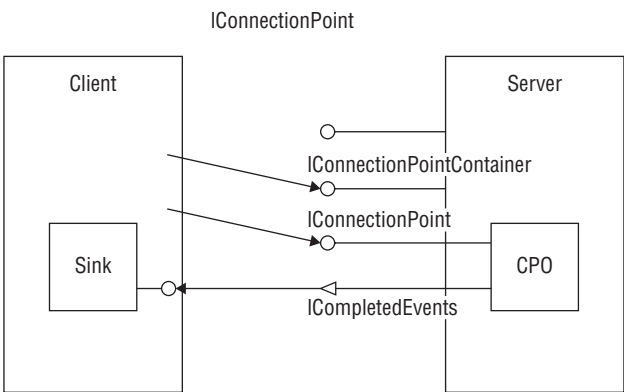 IConnectionPoint
Client
Server
IConnectionPointContainer
IConnectionPoint
Sink
CPO
ICompletedEvents